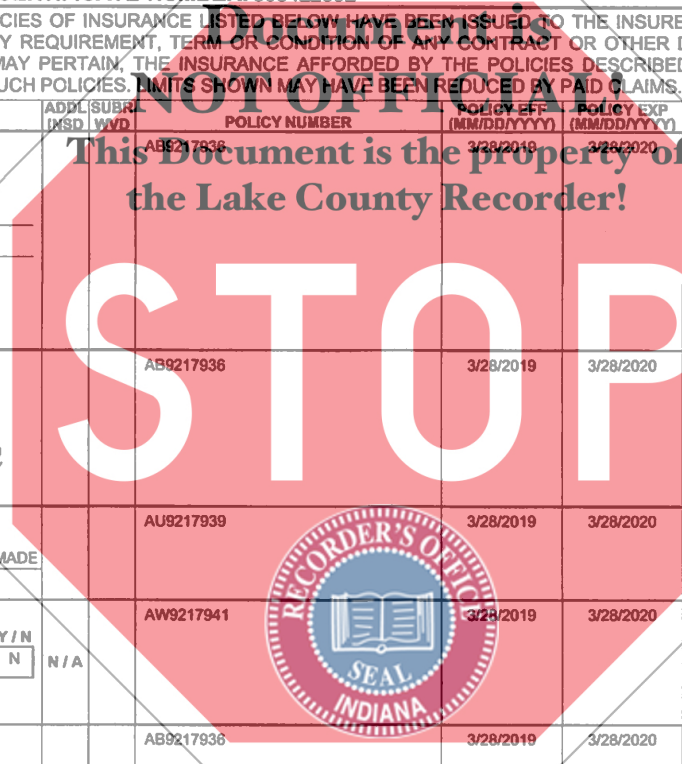 CIES OF INSURANCE LISTED BELOW HAVE BEEN ISSUED TO THE INSURE
Document is
Y REQUIREMENT, TERM OR CONDITION OF ANY CONTRACT OR OTHER D
MAY PERTAIN, THE INSURANCE AFFORDED BY THE POLICIES DESCRIBED
UCH POLICIES. LIMITS SHOWN MAY HAVE BEEN REDUCED BY PAID CLAIMS.
NOT OFFICIAL!
ADDL SUBR POLICY EFF POLICY EXP
INSD WVD POLICY NUMBER (MM/DD/YYYY) (MM/DD/YYYY)
AB9217936 3/28/2019 3/28/2020
This Document is the property of
the Lake County Recorder!
STOP
AB9217936 3/28/2019 3/28/2020
AU9217939 3/28/2019 3/28/2020
RECORDER'S OFFICE
MADE
AW9217941 3/28/2019 3/28/2020
Y / N
N N / A
SEAL
INDIANA
AB9217936 3/28/2019 3/28/2020